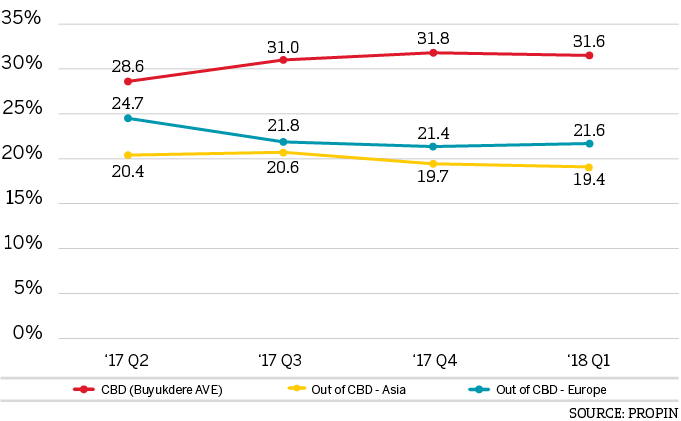 35%
31.8
31.6
31.0
30%
28.6
24.7
25%
21.8
21.4
21.6
20%
20.4
20.6
19.7
19.4
15%
10%
5%
0%
‘17 Q2
‘17 Q3
‘17 Q4
‘18 Q1
CBD (Buyukdere AVE)
Out of CBD - Asia
Out of CBD - Europe
SOURCE: PROPIN